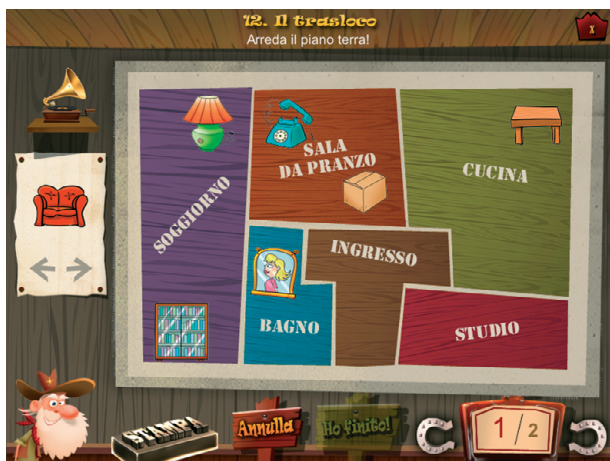 12. Il trasloco
Arreda il piano terra!
X
SALA
DA PRANZO
CUCINA
SOGGIORNO
INGRESSO
BAGNO
STUDIO
STAMPA
Annulla
Ho finito!
1/2